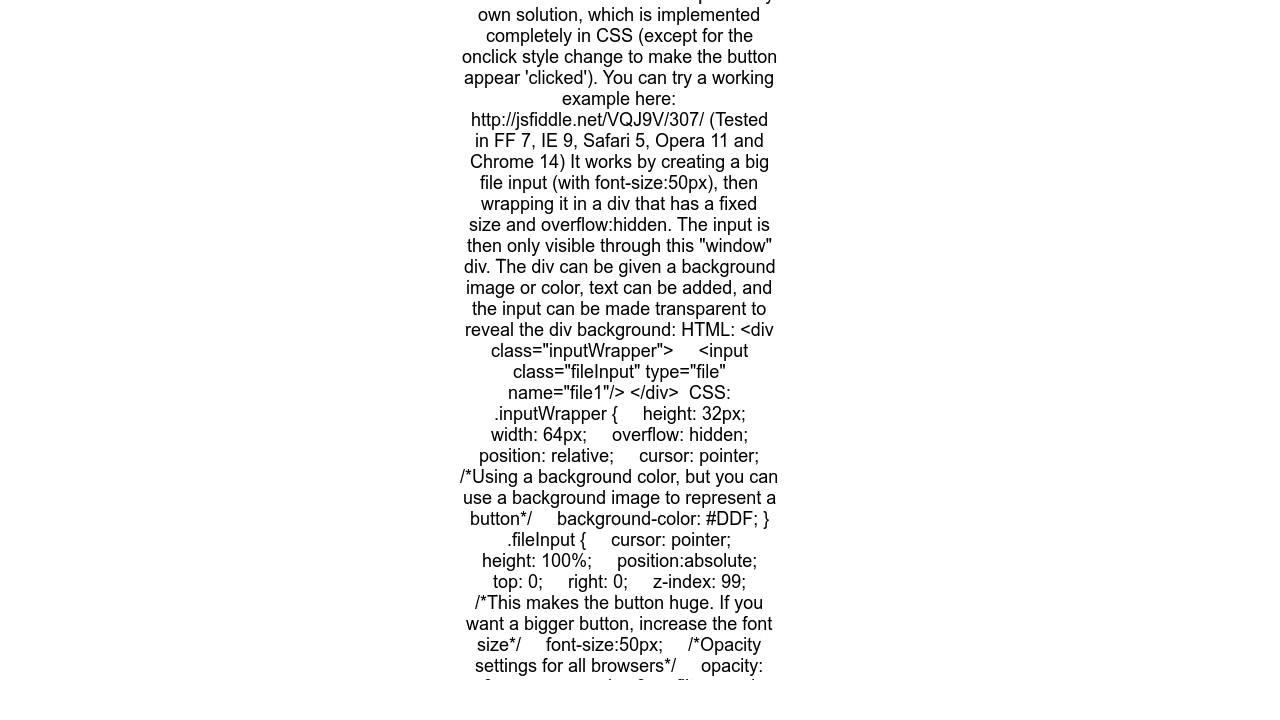 own solution, which is implemented
completely in CSS (except for the
onclick style change to make the button
appear 'clicked'). You can try a working
example here:
http://jsfiddle.net/VQJ9V/307/ (Tested
in FF 7, IE 9, Safari 5, Opera 11 and
Chrome 14) It works by creating a big
file input (with font-size:50px), then
wrapping it in a div that has a fixed
size and overflow:hidden. The input is
then only visible through this "window"
div. The div can be given a background
image or color, text can be added, and
the input can be made transparent to
reveal the div background: HTML: <div
class="inputWrapper">     <input
class="fileInput" type="file"
name="file1"/> </div>  CSS:
.inputWrapper {     height: 32px;
width: 64px;     overflow: hidden;
position: relative;     cursor: pointer;
/*Using a background color, but you can
use a background image to represent a
button*/     background-color: #DDF; }
.fileInput {     cursor: pointer;
height: 100%;     position:absolute;
top: 0;     right: 0;     z-index: 99;
/*This makes the button huge. If you
want a bigger button, increase the font
size*/     font-size:50px;     /*Opacity
settings for all browsers*/     opacity: